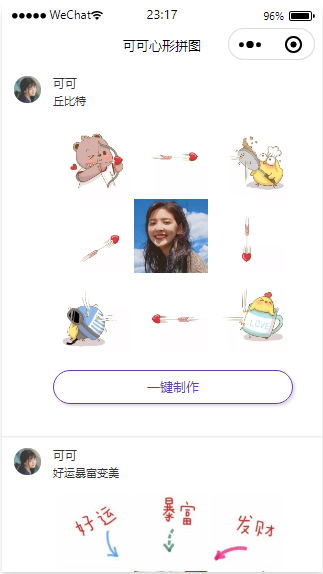 WeChat
23:17
96%
可可心形拼图
可可
丘比特
LOVE
一键制作
可可
好运暴富变美
好运
暴富
发财